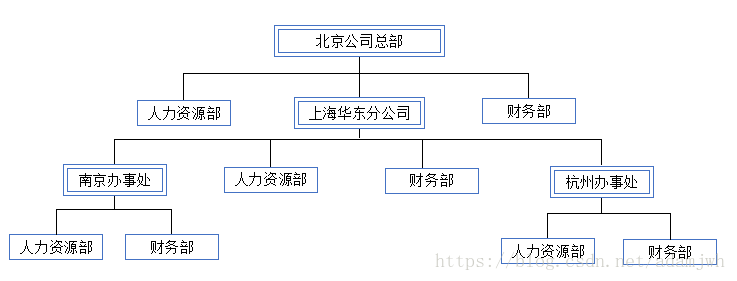 北京公司总部
人力资源部
上海华东分公司
财务部
南京办事处
人力资源部
财务部
杭州办事处
人力资源部
财务部
人力资源部
财务部
https://blog.csdn.net/adamjwh